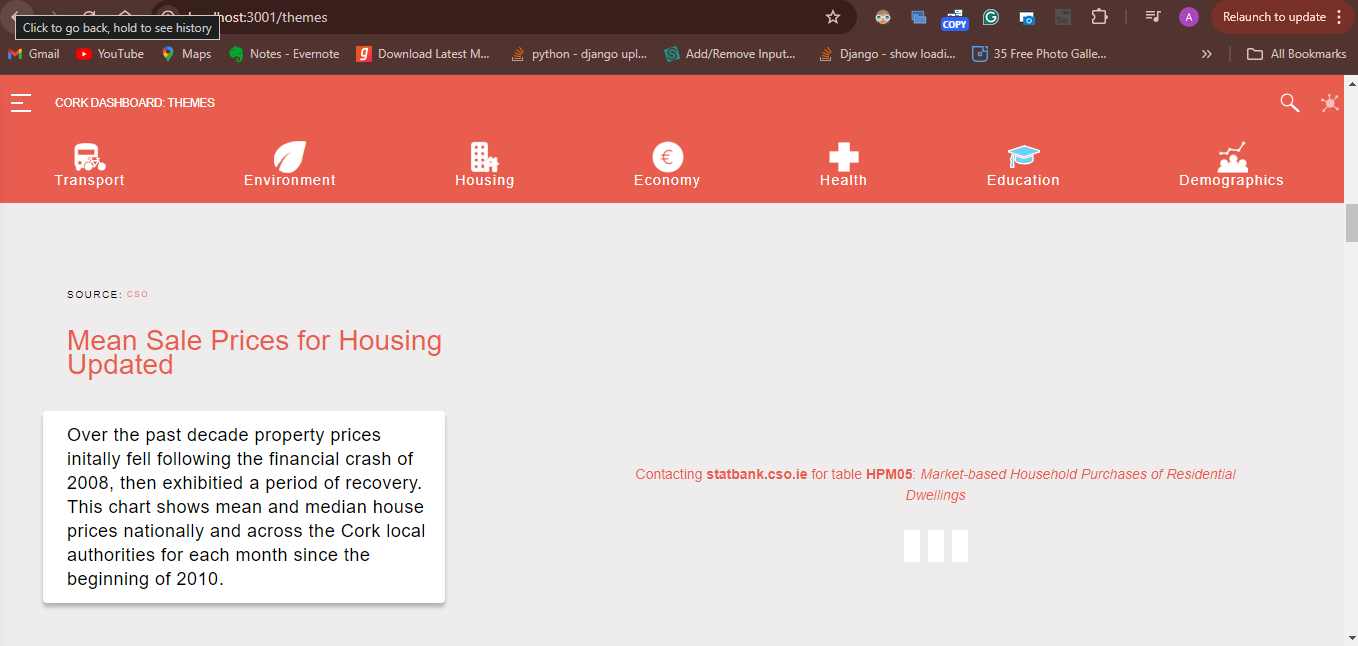 Click to go back, hold to see history
host:3001/themes
COPY
A
Relaunch to update
Gmail
YouTube
Maps
Notes - Evernote
g
Download Latest M...
python - django upl...
Add/Remove Input...
Django - show loadi...
35 Free Photo Galle...
All Bookmarks
CORK DASHBOARD: THEMES
Transport
Environment
Housing
€
Economy
Health
Education
Demographics
SOURCE: CSO
Mean Sale Prices for Housing
Updated
Over the past decade property prices
initally fell following the financial crash of
2008, then exhibitied a period of recovery.
This chart shows mean and median house
prices nationally and across the Cork local
authorities for each month since the
beginning of 2010.
Contacting statbank.cso.ie for table HPM05: Market-based Household Purchases of Residential
Dwellings